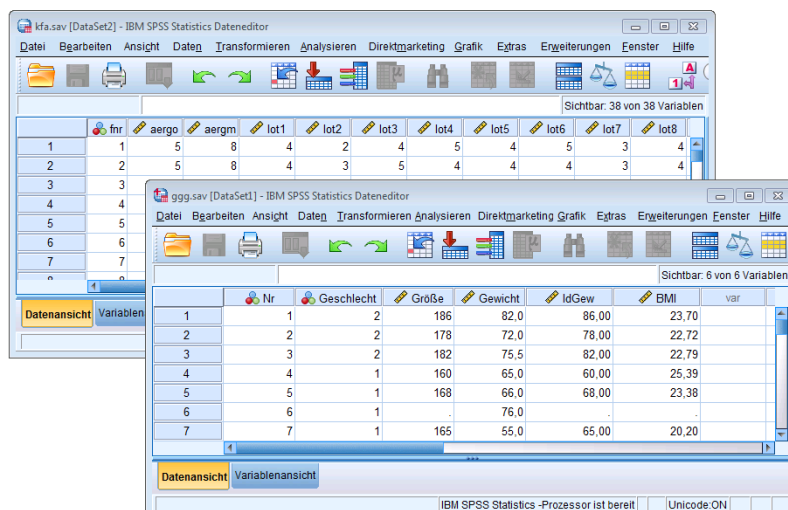 kfa.sav [DataSet2] - IBM SPSS Statistics Dateneditor
Datei Bearbeiten Ansicht Daten Transformieren Analysieren Direktmarketing Grafik Extras Erweiterungen Fenster Hilfe
Sichtbar: 38 von 38 Variablen
fnr aergo aergm lot1 lot2 lot3 lot4 lot5 lot6 lot7 lot8
1 1 5 8 4 2 4 5 4 5 3 4
2 2 5 8 4 3 5 4 4 4 3 4
3 3
4 4
5 5
6 6
7 7
Datenansicht Variablen
ggg.sav [DataSet1] - IBM SPSS Statistics Dateneditor
Datei Bearbeiten Ansicht Daten Transformieren Analysieren Direktmarketing Grafik Extras Erweiterungen Fenster Hilfe
Sichtbar: 6 von 6 Variablen
Nr Geschlecht Größe Gewicht IdGew BMI var
1 1 2 186 82,0 86,00 23,70
2 2 2 178 72,0 78,00 22,72
3 3 2 182 75,5 82,00 22,79
4 4 1 160 65,0 60,00 25,39
5 5 1 168 66,0 68,00 23,38
6 6 1 . 76,0 . .
7 7 1 165 55,0 65,00 20,20
Datenansicht Variablenansicht
IBM SPSS Statistics -Prozessor ist bereit Unicode:ON